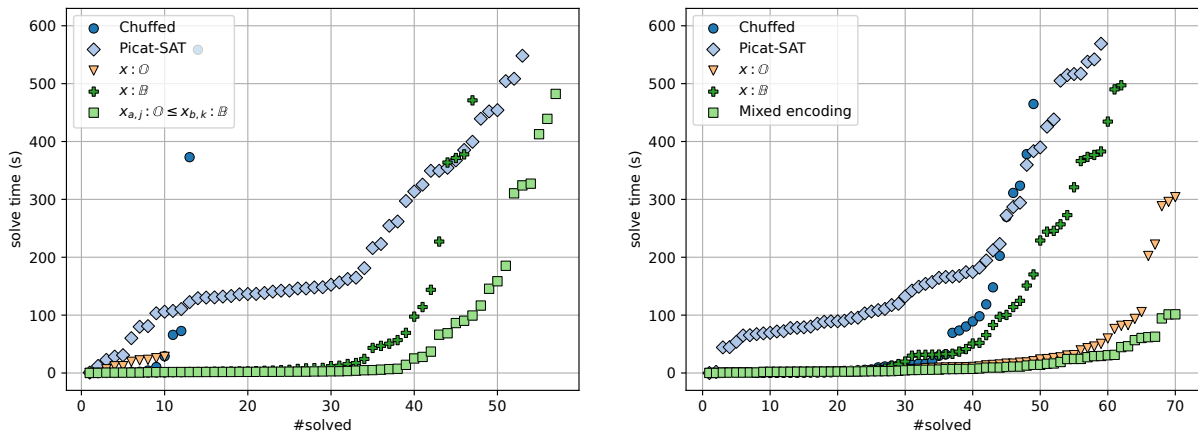 600
500
400
300
200
100
0
solve time (s)
0
10
20
30
40
50
#solved
Chuffed
Picat-SAT
x : 𝕆
x : 𝔹
x_{a,j} : 𝕆 ≤ x_{b,k} : 𝔹
600
500
400
300
200
100
0
solve time (s)
0
10
20
30
40
50
60
70
#solved
Chuffed
Picat-SAT
x : 𝕆
x : 𝔹
Mixed encoding